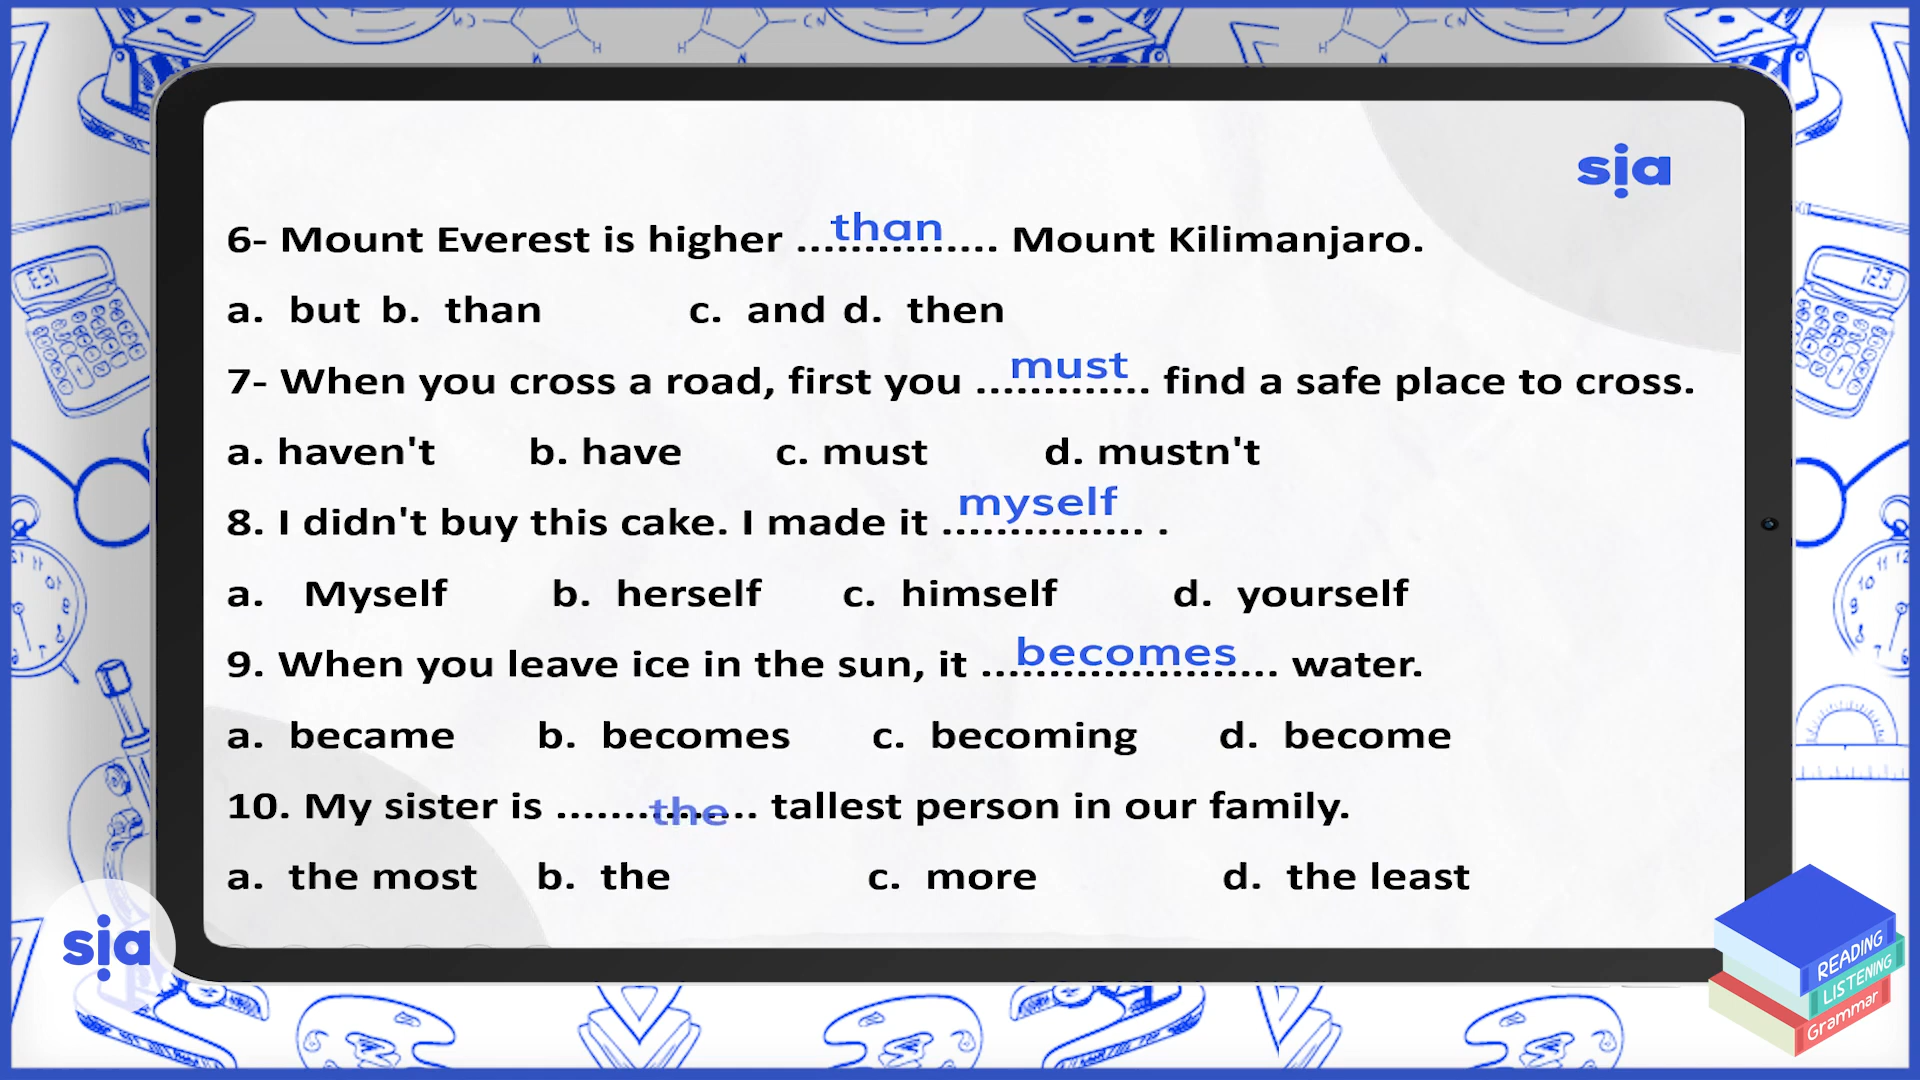 sia
6- Mount Everest is higher ...than... Mount Kilimanjaro.
a. but b. than c. and d. then
7- When you cross a road, first you ...must... find a safe place to cross.
a. haven't b. have c. must d. mustn't
8. I didn't buy this cake. I made it ...myself... .
a. Myself b. herself c. himself d. yourself
9. When you leave ice in the sun, it ...becomes... water.
a. became b. becomes c. becoming d. become
10. My sister is ...the... tallest person in our family.
a. the most b. the c. more d. the least
sia
READING
LISTENING
Grammar